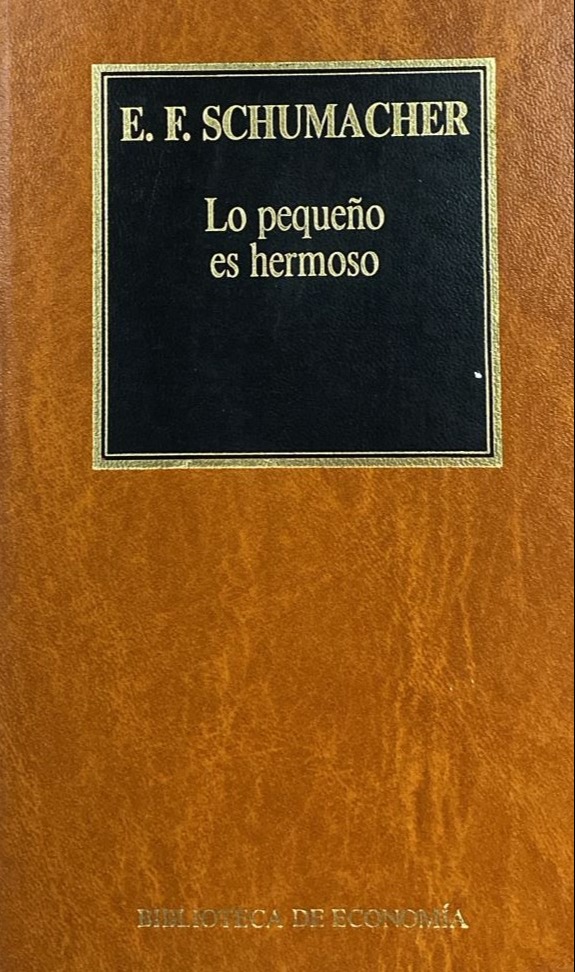 E. F. SCHUMACHER
Lo pequeño
es hermoso
BIBLIOTECA DE ECONOMÍA